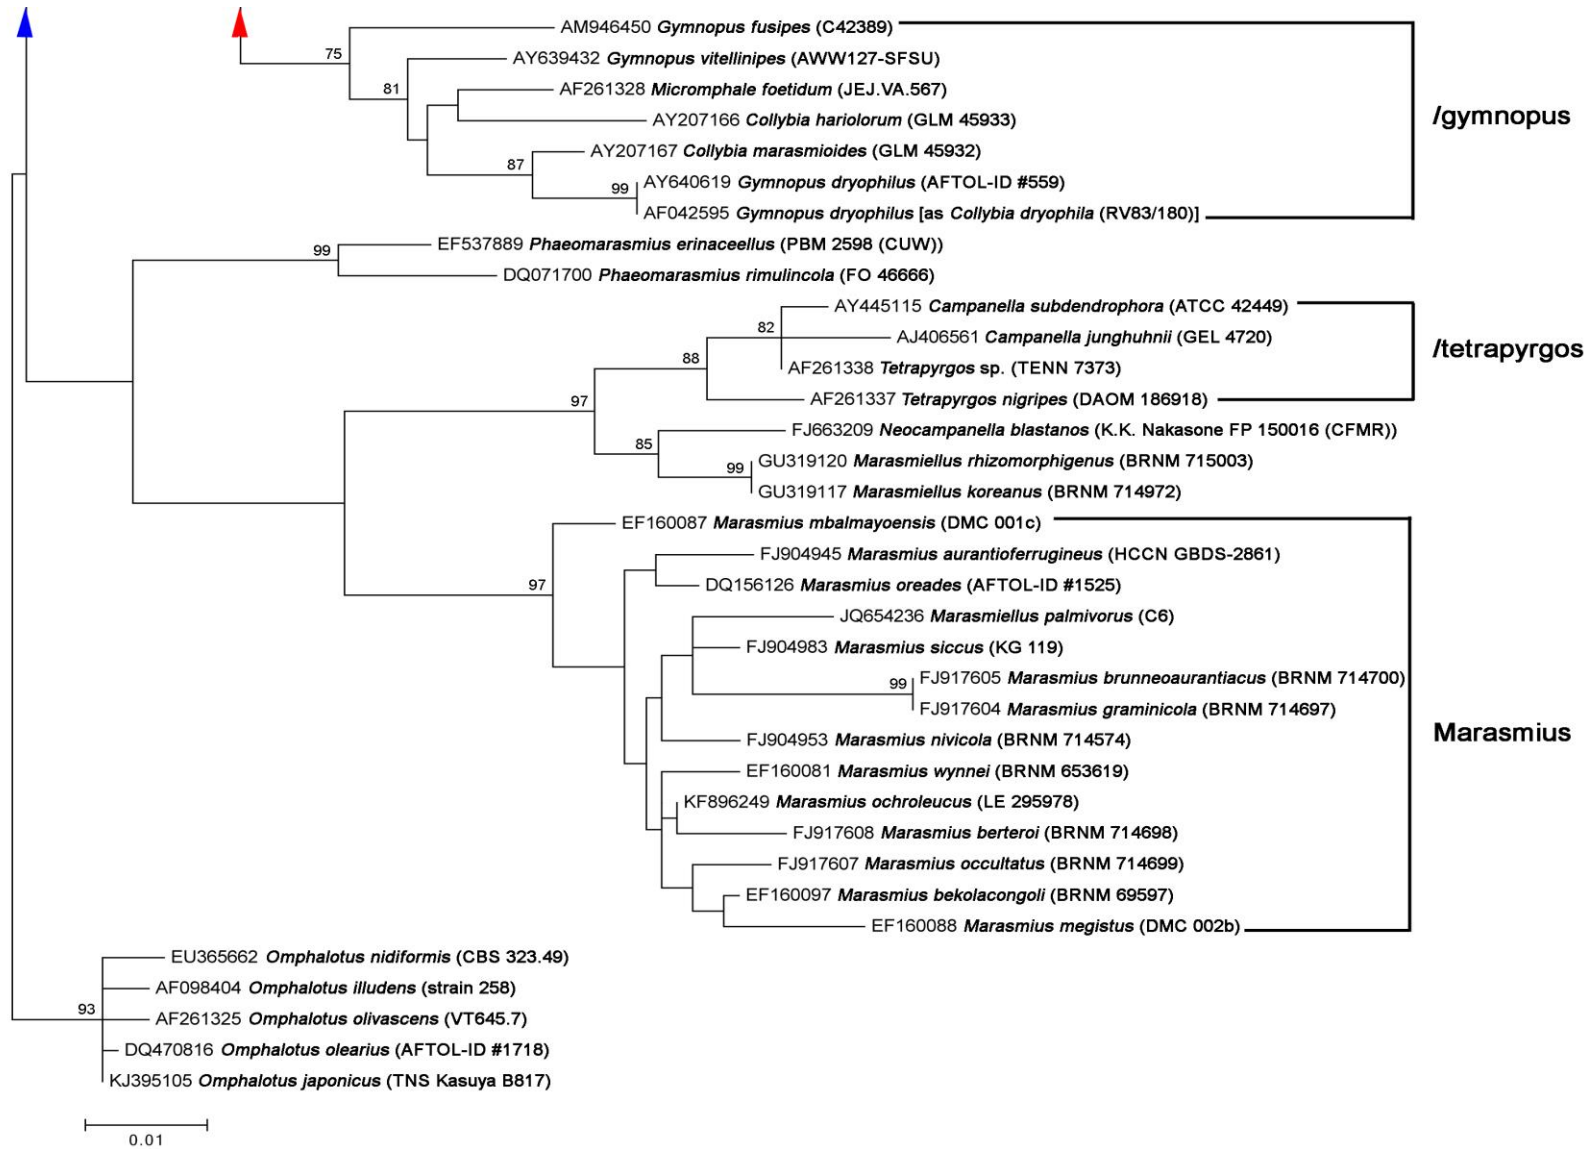 AM946450 Gymnopus fusipes (C42389)
75
AY639432 Gymnopus vitellinipes (AWW127-SFSU)
81
AF261328 Micromphale foetidum (JEJ.VA.567)
/gymnopus
AY207166 Collybia hariolorum (GLM 45933)
AY207167 Collybia marasmioides (GLM 45932)
87
AY640619 Gymnopus dryophilus (AFTOL-ID #559)
99
AF042595 Gymnopus dryophilus [as Collybia dryophila (RV83/180)]
EF537889 Phaeomarasmius erinaceellus (PBM 2598 (CUW))
99
DQ071700 Phaeomarasmius rimulincola (FO 46666)
AY445115 Campanella subdendrophora (ATCC 42449)
82
AJ406561 Campanella junghuhnii (GEL 4720)
/tetrapyrgos
88
AF261338 Tetrapyrgos sp. (TENN 7373)
97
AF261337 Tetrapyrgos nigripes (DAOM 186918)
FJ663209 Neocampanella blastanos (K.K. Nakasone FP 150016 (CFMR))
85
GU319120 Marasmiellus rhizomorphigenus (BRNM 715003)
99
GU319117 Marasmiellus koreanus (BRNM 714972)
EF160087 Marasmius mbalmayoensis (DMC 001c)
FJ904945 Marasmius aurantioferrugineus (HCCN GBDS-2861)
97
DQ156126 Marasmius oreades (AFTOL-ID #1525)
JQ654236 Marasmiellus palmivorus (C6)
FJ904983 Marasmius siccus (KG 119)
99
FJ917605 Marasmius brunneoaurantiacus (BRNM 714700)
FJ917604 Marasmius graminicola (BRNM 714697)
Marasmius
FJ904953 Marasmius nivicola (BRNM 714574)
EF160081 Marasmius wynnei (BRNM 653619)
KF896249 Marasmius ochroleucus (LE 295978)
FJ917608 Marasmius berteroi (BRNM 714698)
FJ917607 Marasmius occultatus (BRNM 714699)
EF160097 Marasmius bekolacongoli (BRNM 69597)
EF160088 Marasmius megistus (DMC 002b)
EU365662 Omphalotus nidiformis (CBS 323.49)
AF098404 Omphalotus illudens (strain 258)
93
AF261325 Omphalotus olivascens (VT645.7)
DQ470816 Omphalotus olearius (AFTOL-ID #1718)
KJ395105 Omphalotus japonicus (TNS Kasuya B817)
0.01